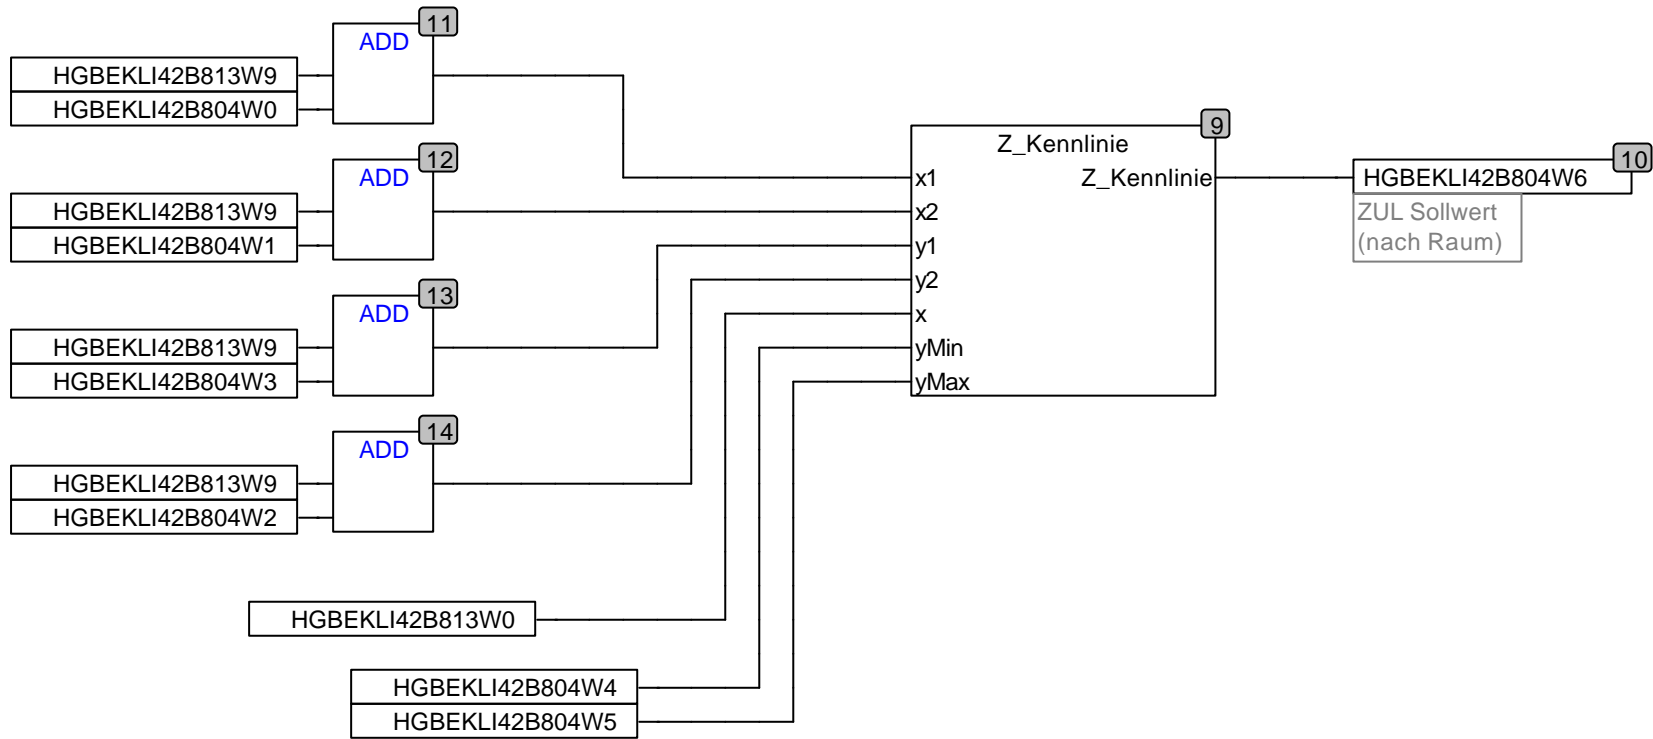 11
ADD
HGBEKLI42B813W9
HGBEKLI42B804W0
12
ADD
HGBEKLI42B813W9
HGBEKLI42B804W1
13
ADD
HGBEKLI42B813W9
HGBEKLI42B804W3
14
ADD
HGBEKLI42B813W9
HGBEKLI42B804W2
HGBEKLI42B813W0
HGBEKLI42B804W4
HGBEKLI42B804W5
9
Z_Kennlinie
x1 Z_Kennlinie
x2
y1
y2
x
yMin
yMax
10
HGBEKLI42B804W6
ZUL Sollwert
(nach Raum)